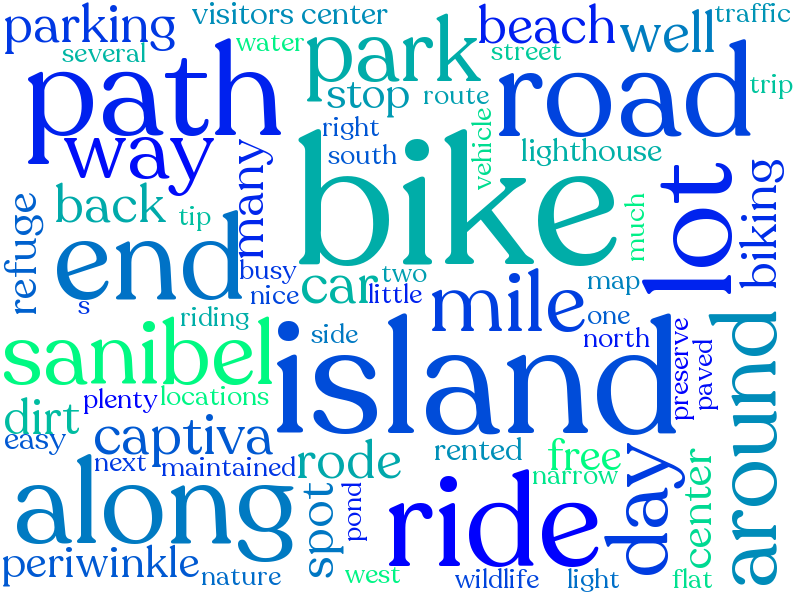 parking
visitors center
beach
traffic
several
water
park
well
street
trip
path
stop
route
road
way
right
south
vehicle
lighthouse
many
bike
lot
biking
refuge
back
tip
much
end
busy
two
nice
car
little
mile
map
s
one
riding
side
north
sanibel
island
preserve
paved
around
plenty
locations
dirt
easy
captiva
next
maintained
rode
rented
free
narrow
day
center
along
spot
pond
ride
periwinkle
nature
west
wildlife
light
flat